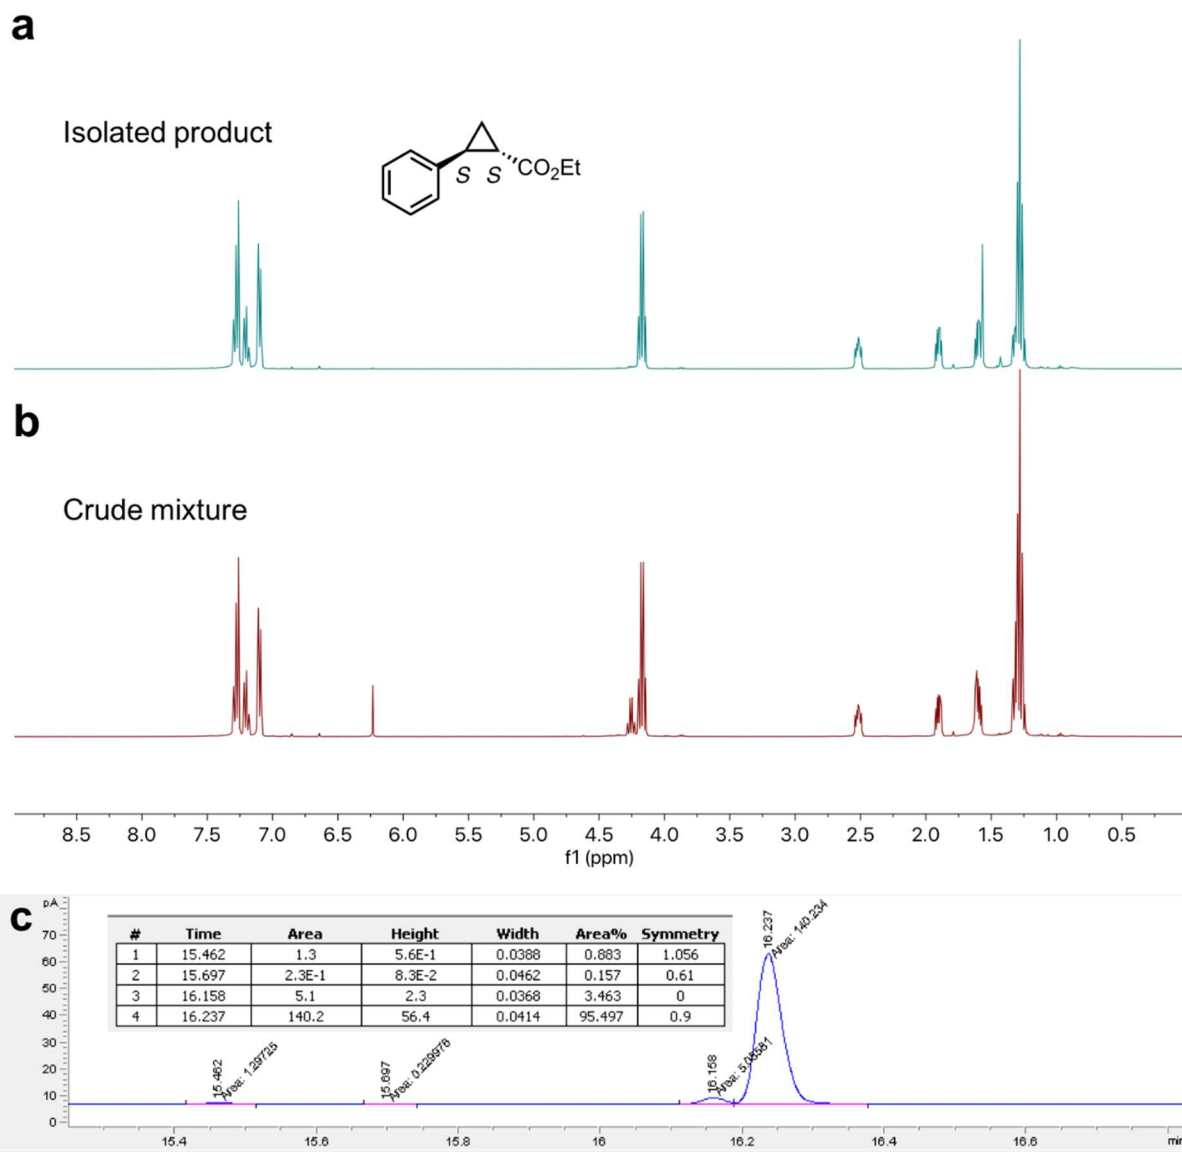 a
Isolated product
S S CO₂Et
b
Crude mixture
8.5 8.0 7.5 7.0 6.5 6.0 5.5 5.0 4.5 4.0 3.5 3.0 2.5 2.0 1.5 1.0 0.5
f1 (ppm)
c
pA
70
60
50
40
30
20
10
0
# Time Area Height Width Area% Symmetry
1 15.462 1.3 5.6E-1 0.0388 0.883 1.056
2 15.697 2.3E-1 8.3E-2 0.0462 0.157 0.61
3 16.158 5.1 2.3 0.0368 3.463 0
4 16.237 140.2 56.4 0.0414 95.497 0.9
15.462
Area: 1.29725
15.697
Area: 0.229976
16.158
16.237
Area: 140.234
15.4 15.6 15.8 16 16.2 16.4 16.6